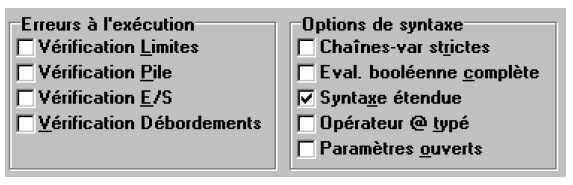 Erreurs à l'exécution
Vérification Limites
Vérification Pile
Vérification E/S
Vérification Débordements
Options de syntaxe
Chaînes-var strictes
Eval. booléenne complète
Syntaxe étendue
Opérateur @ typé
Paramètres ouverts